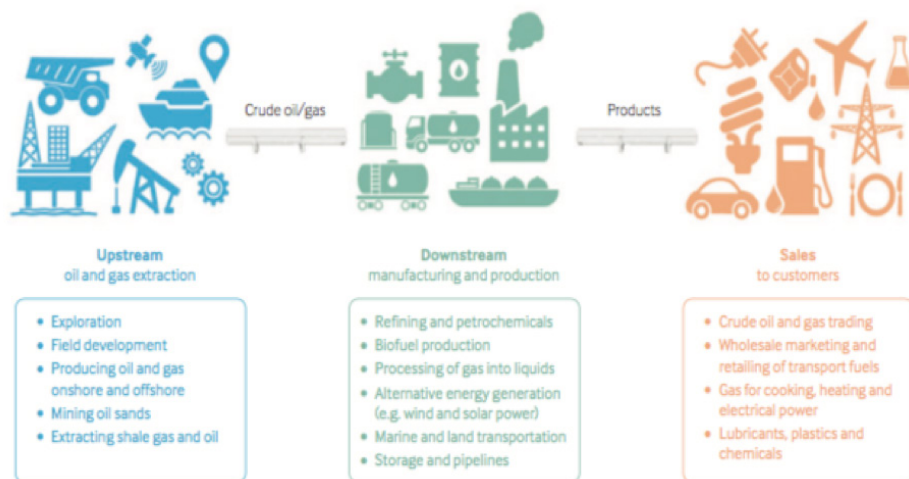 Crude oil/gas
Products
Upstream
oil and gas extraction
Exploration
Field development
Producing oil and gas
onshore and offshore
Mining oil sands
Extracting shale gas and oil
Downstream
manufacturing and production
Refining and petrochemicals
Biofuel production
Processing of gas into liquids
Alternative energy generation
(e.g. wind and solar power)
Marine and land transportation
Storage and pipelines
Sales
to customers
Crude oil and gas trading
Wholesale marketing and
retailing of transport fuels
Gas for cooking, heating and
electrical power
Lubricants, plastics and
chemicals